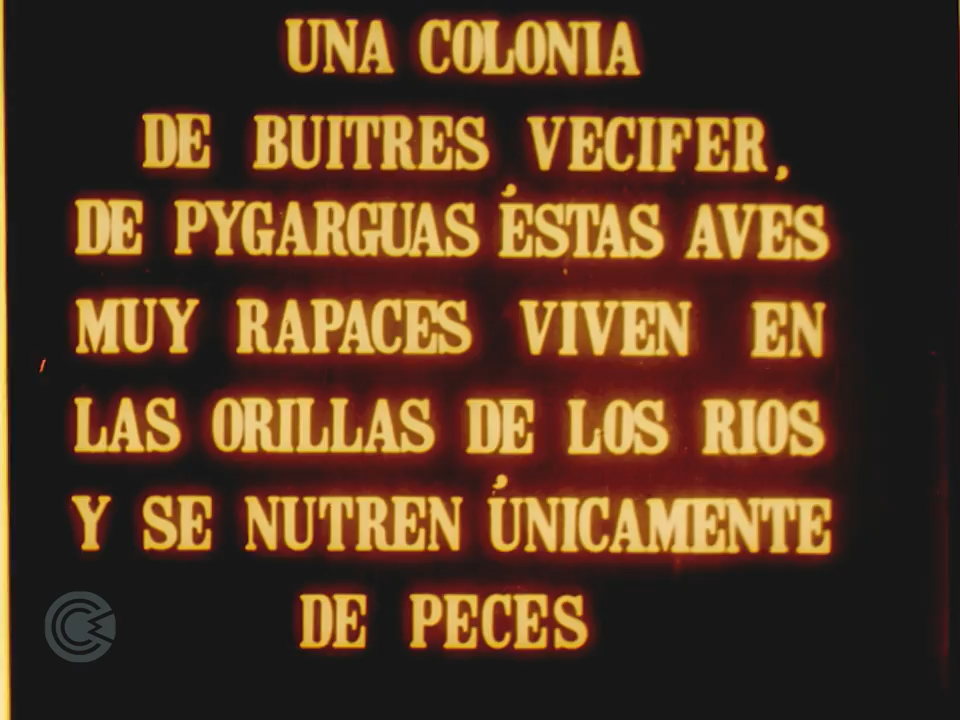 UNA COLONIA
DE BUITRES VECIFER,
DE PYGARGUAS ÉSTAS AVES
MUY RAPACES VIVEN EN
LAS ORILLAS DE LOS RIOS
Y SE NUTREN ÚNICAMENTE
DE PECES